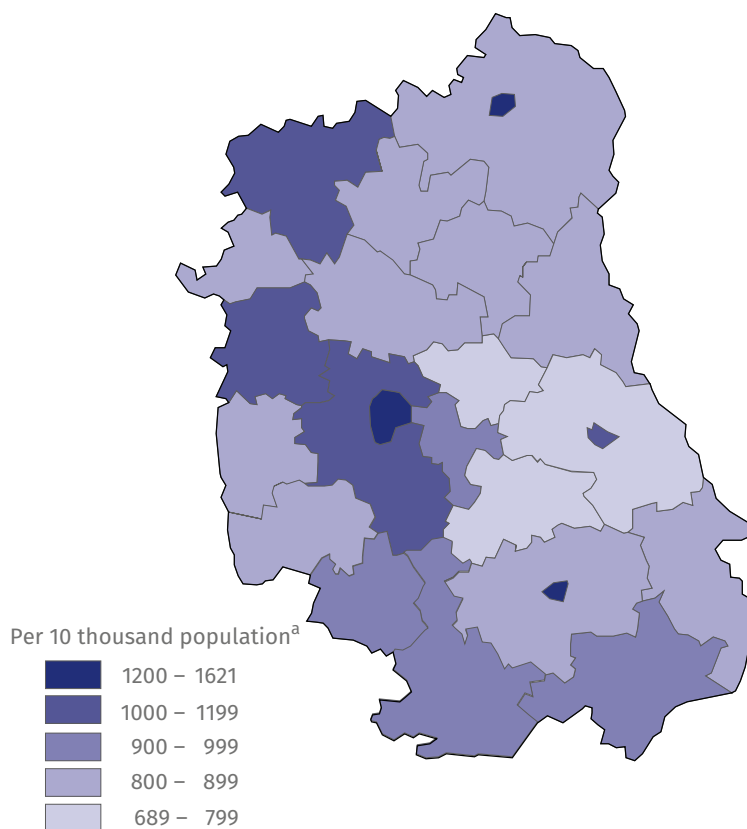 Per 10 thousand populationa
1200 – 1621
1000 – 1199
900 – 999
800 – 899
689 – 799